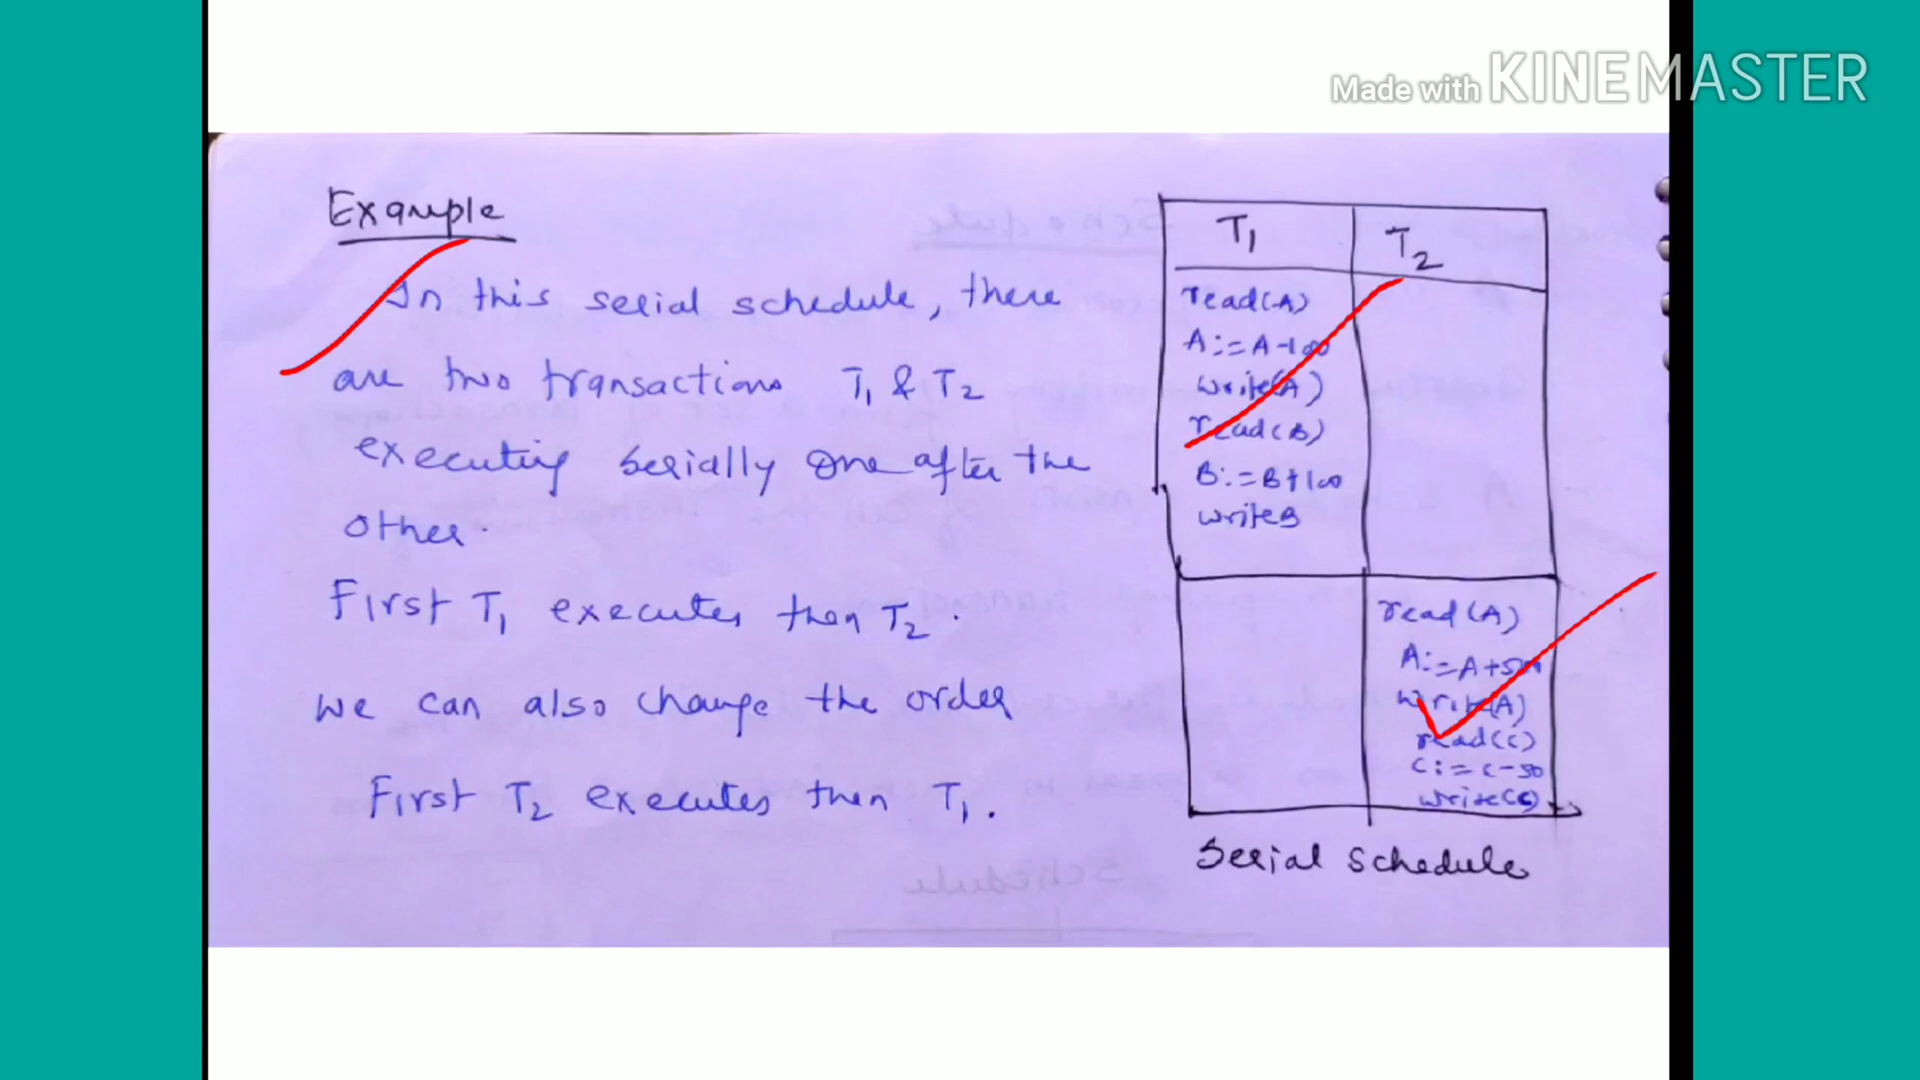 Made with KINEMASTER
Example
In this serial schedule, there
are two transactions T1 & T2
executing serially one after the
other.
First T1 executes then T2.
we can also change the order
First T2 executes then T1.
T1 T2
read(A)
A:=A-100
write(A)
read(B)
B:=B+100
writeB
read(A)
write(A)
read(C)
C:=C-50
write(C)
Serial Schedule